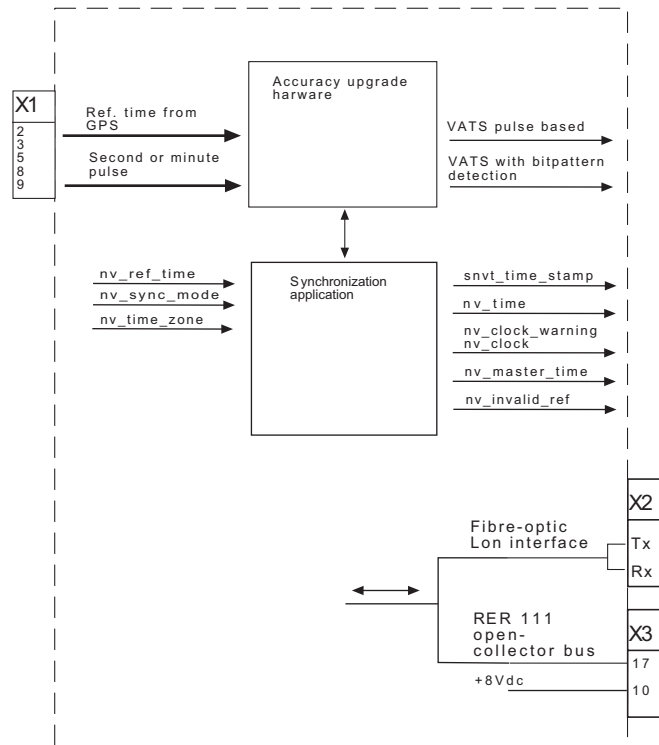 X1
2
3
5
8
9
Ref. time from
GPS
Second or minute
pulse
Accuracy upgrade
harware
VATS pulse based
VATS with bitpattern
detection
nv_ref_time
nv_sync_mode
nv_time_zone
Synchronization
application
snvt_time_stamp
nv_time
nv_clock_warning
nv_clock
nv_master_time
nv_invalid_ref
X2
Fibre-optic
Lon interface
Tx
Rx
RER 111
open-
collector bus
+8Vdc
X3
17
10